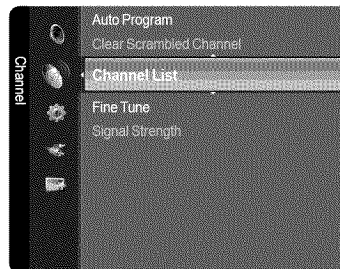 Channel
Auto Program
Clear Scrambled Channel
Channel List
Fine Tune
Signal Strength